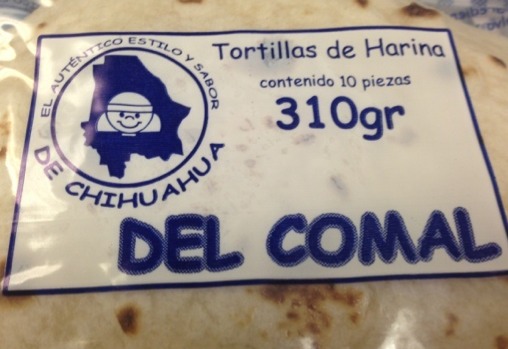 EL AUTÉNTICO ESTILO Y SABOR
DE CHIHUAHUA
Tortillas de Harina
contenido 10 piezas
310gr
DEL COMAL